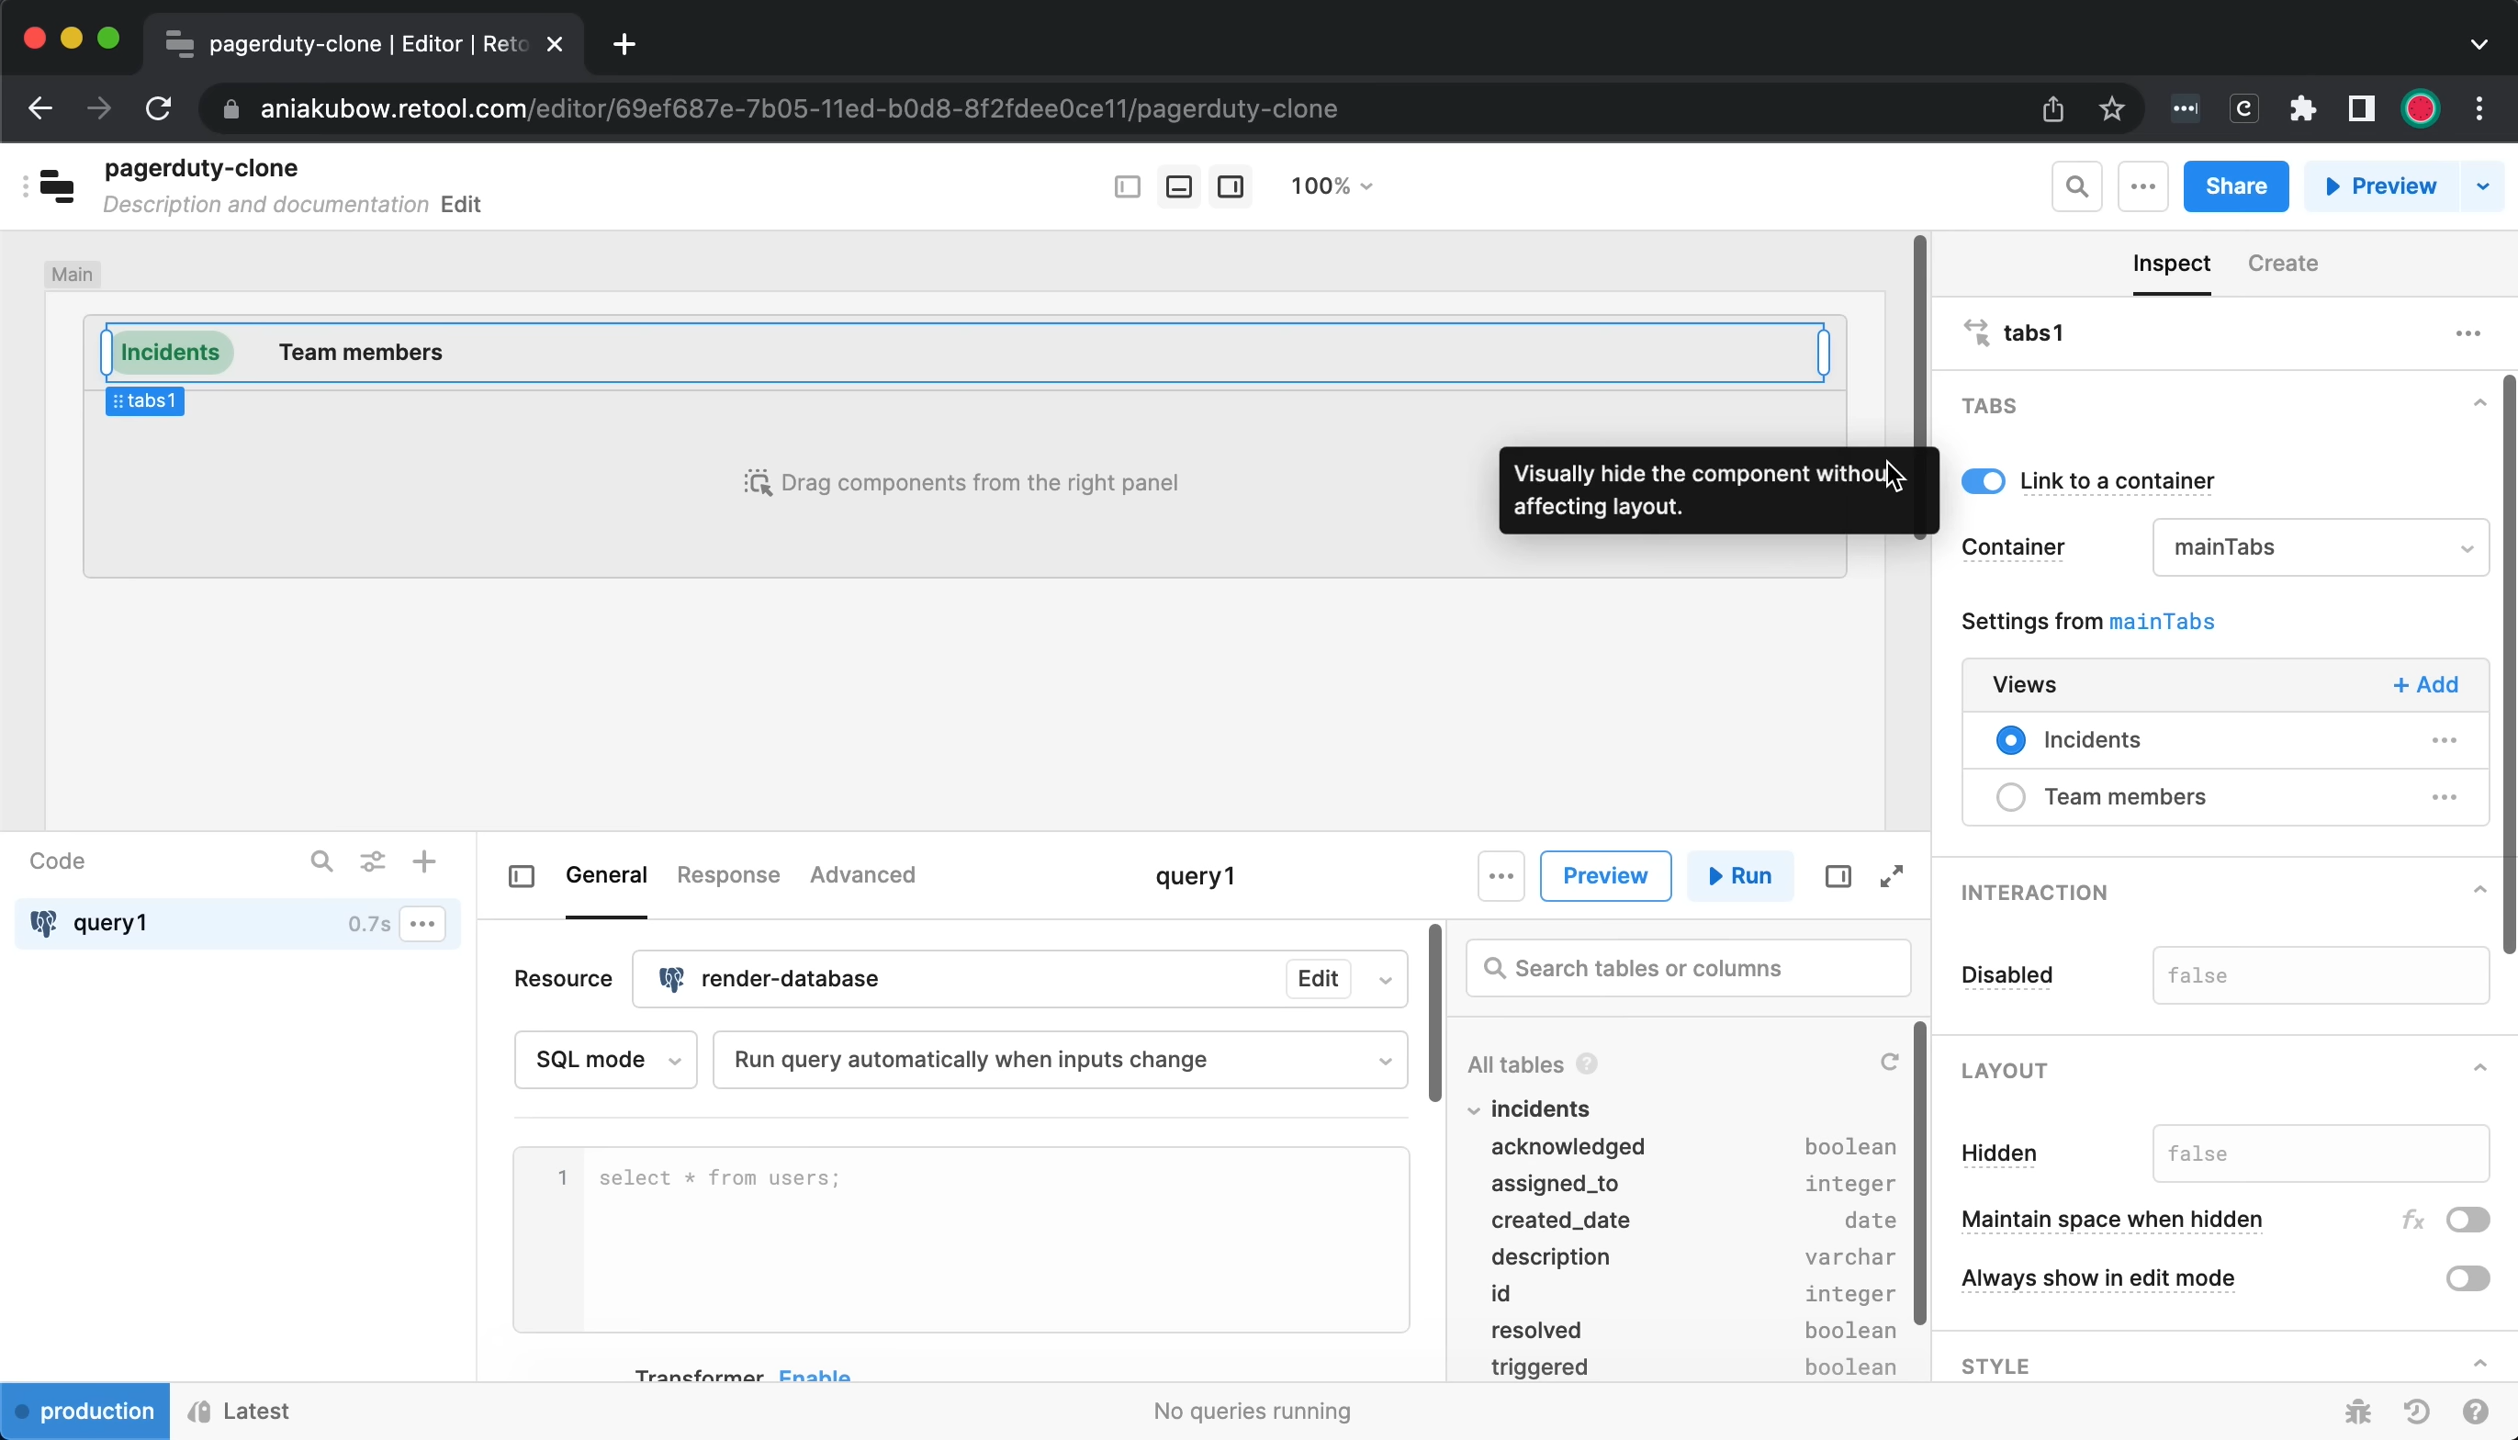 pagerduty-clone | Editor | Reto
aniakubow.retool.com/editor/69ef687e-7b05-11ed-b0d8-8f2fdee0ce11/pagerduty-clone
pagerduty-clone
Description and documentation Edit
100%
Share
Preview
Main
Inspect
Create
Incidents
Team members
tabs1
Drag components from the right panel
Visually hide the component withou
affecting layout.
tabs1
TABS
Link to a container
Container
mainTabs
Settings from mainTabs
Views
+ Add
Incidents
Team members
INTERACTION
Disabled
false
LAYOUT
Hidden
false
Maintain space when hidden
fx
Always show in edit mode
STYLE
Code
query1
0.7s
General
Response
Advanced
query1
Preview
Run
Resource
render-database
Edit
SQL mode
Run query automatically when inputs change
1
select * from users;
Transformer Enable
Search tables or columns
All tables ?
incidents
acknowledged boolean
assigned_to integer
created_date date
description varchar
id integer
resolved boolean
triggered boolean
production
Latest
No queries running